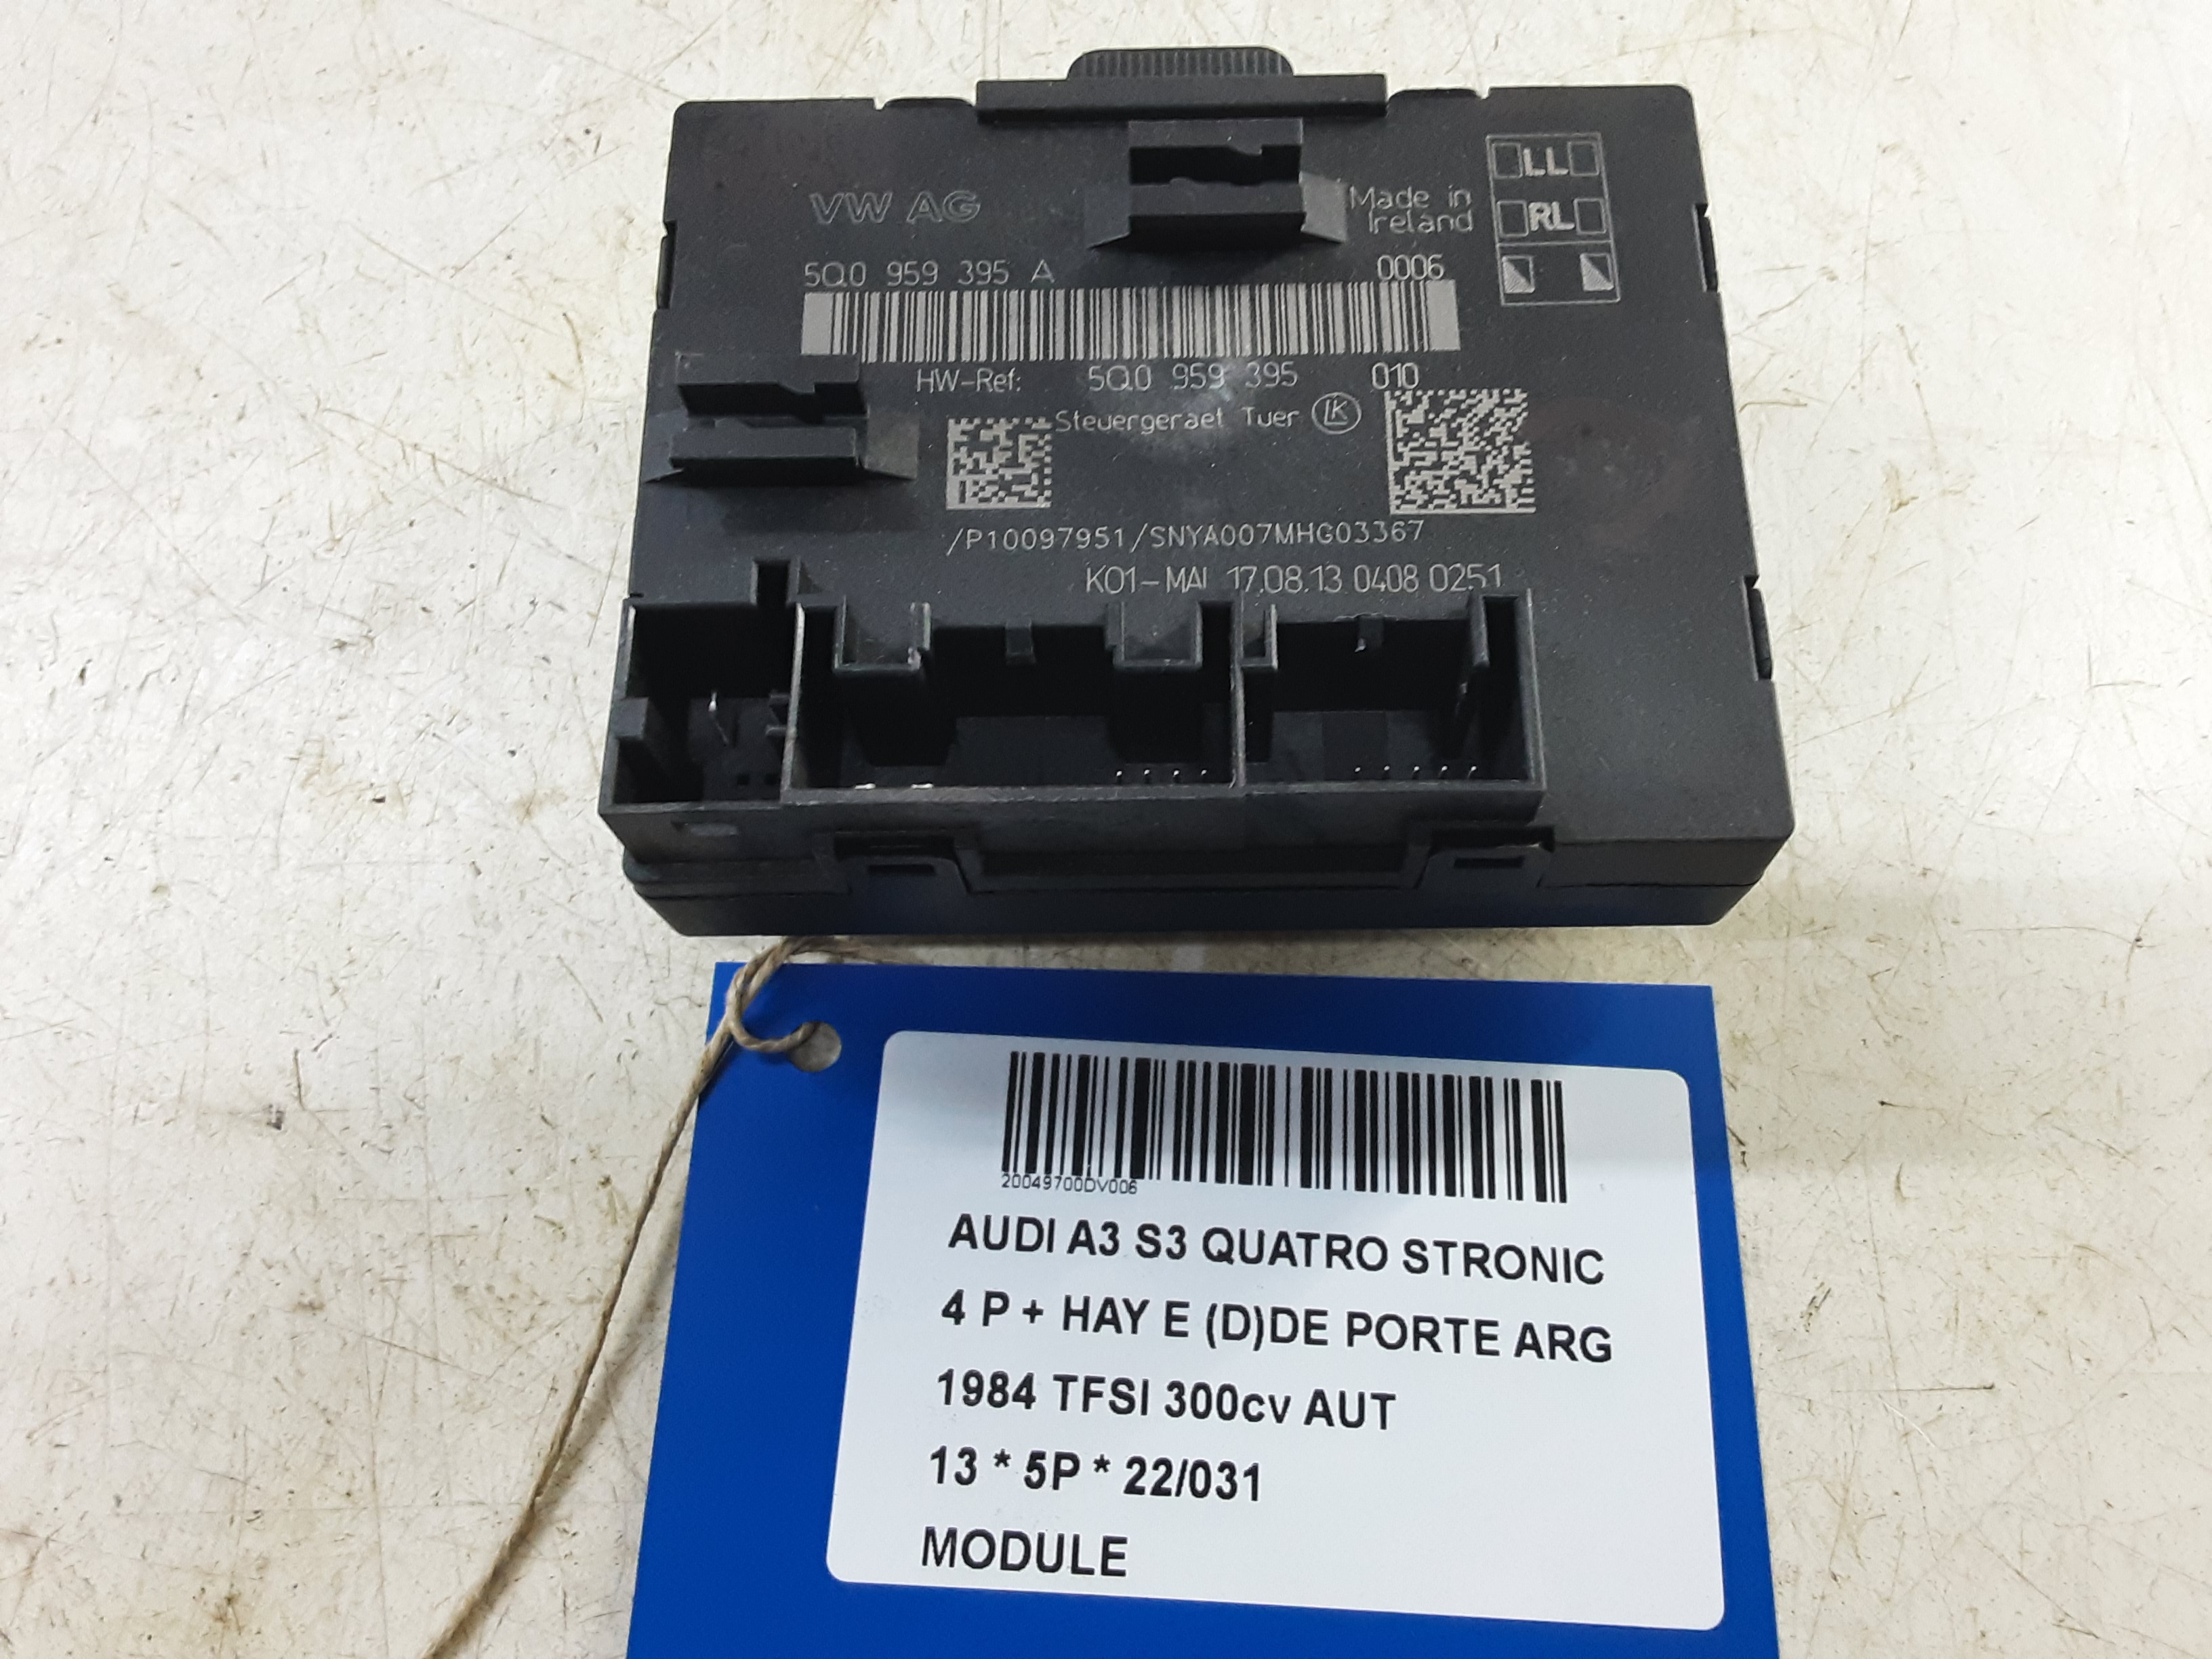 VW AG
Made in
Ireland
LL
RL
5Q0 959 395 A 0006
HW-Ref: 5Q0 959 395 010
Steuergeraet Tuer LK
/P10097951/SNYA007MHG03367
K01-MAI 17.08.13 0408 0251
20049700DV006
AUDI A3 S3 QUATRO STRONIC
4 P + HAY E (D)DE PORTE ARG
1984 TFSI 300cv AUT
13 * 5P * 22/031
MODULE